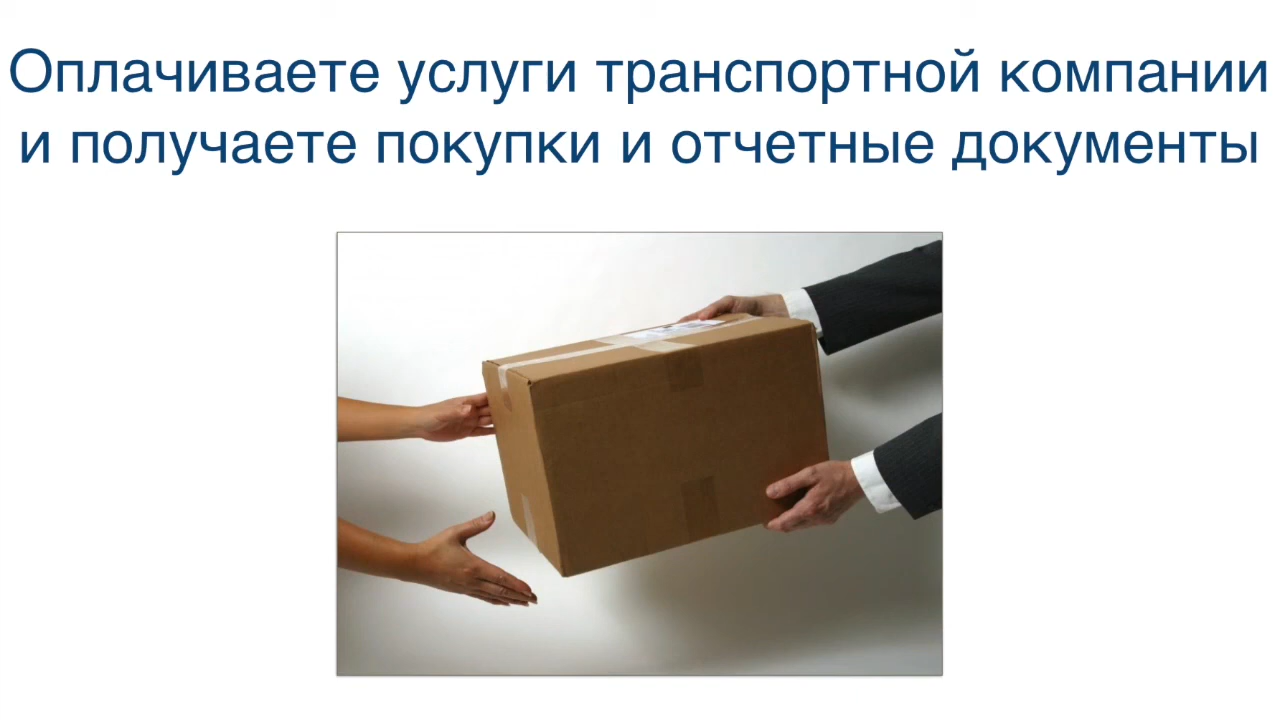 Оплачиваете услуги транспортной компании
и получаете покупки и отчетные документы